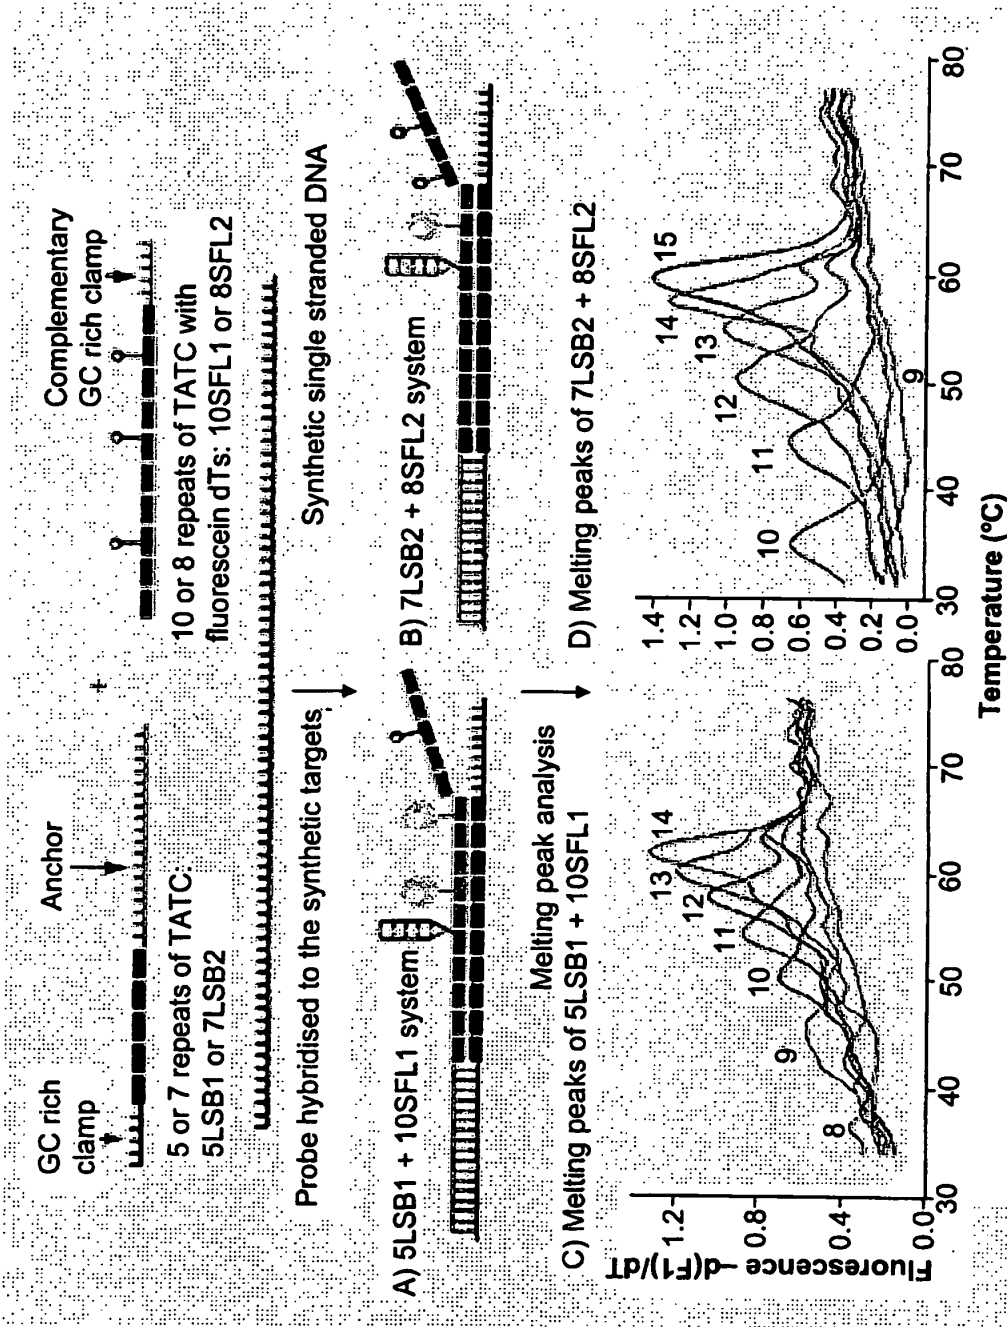 GC rich
clamp
Anchor
Complementary
GC rich clamp
5 or 7 repeats of TATC:
5LSB1 or 7LSB2
10 or 8 repeats of TATC with
fluorescein dTs: 10SFL1 or 8SFL2
Probe hybridised to the synthetic targets
Synthetic single stranded DNA
A) 5LSB1 + 10SFL1 system
B) 7LSB2 + 8SFL2 system
Melting peak analysis
C) Melting peaks of 5LSB1 + 10SFL1
D) Melting peaks of 7LSB2 + 8SFL2
Fluorescence –d(F1)/dT
1.2
0.8
0.4
0.0
30
40
50
60
70
80
8
9
10
11
12
13
14
1.4
1.2
1.0
0.8
0.6
0.4
0.2
0.0
30
40
50
60
70
80
10
11
12
13
14
15
9
Temperature (°C)